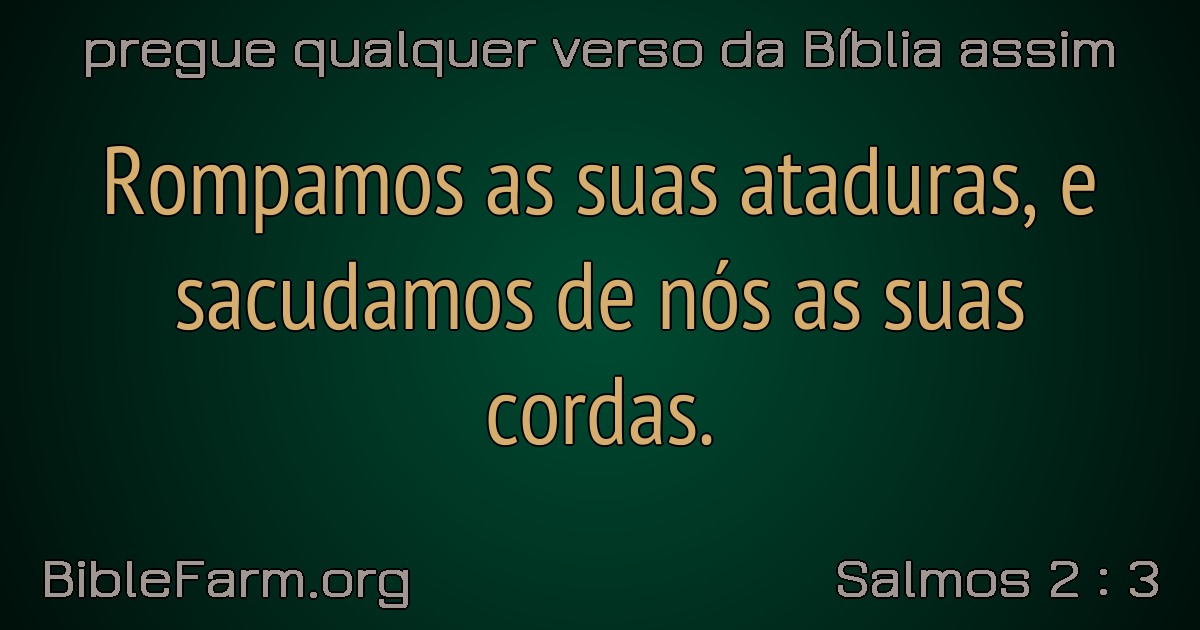 pregue qualquer verso da Bíblia assim
Rompamos as suas ataduras, e
sacudamos de nós as suas
cordas.
BibleFarm.org
Salmos 2 : 3